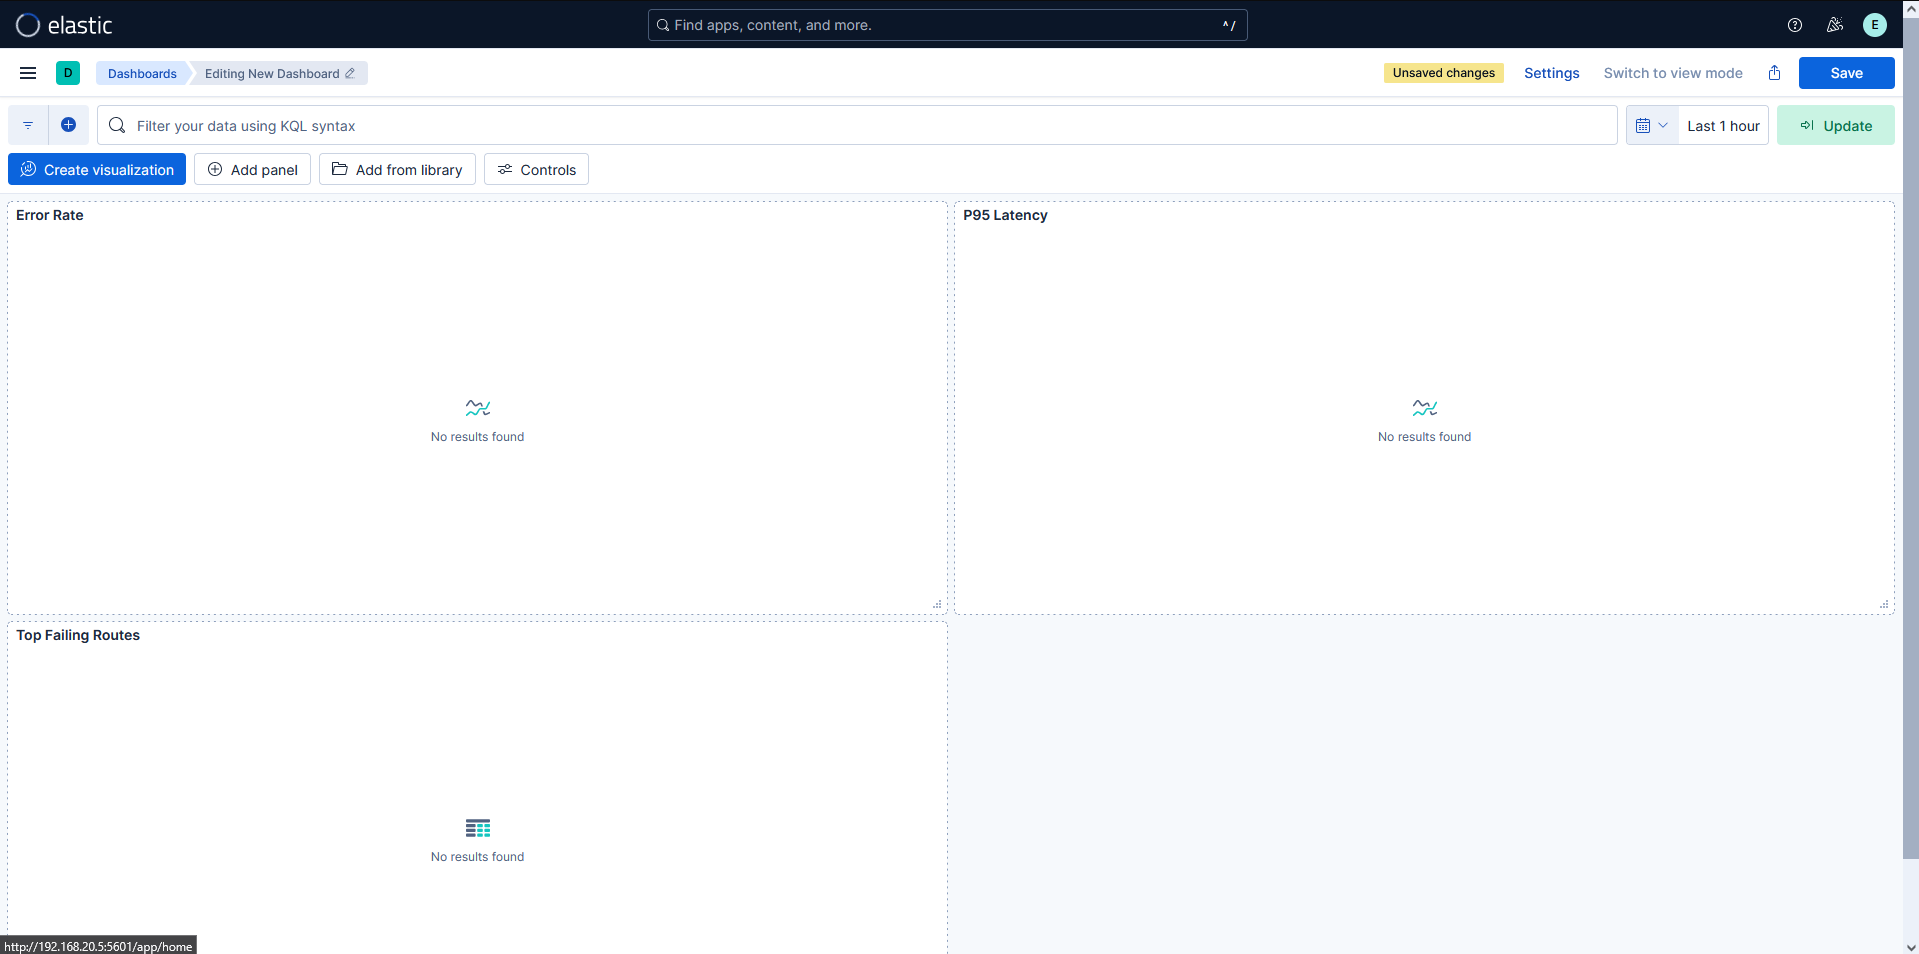 elastic
Find apps, content, and more.
^ /
E
D
Dashboards
Editing New Dashboard
Unsaved changes
Settings
Switch to view mode
Save
Filter your data using KQL syntax
Last 1 hour
Update
Create visualization
Add panel
Add from library
Controls
Error Rate
No results found
P95 Latency
No results found
Top Failing Routes
No results found
http://192.168.20.5:5601/app/home